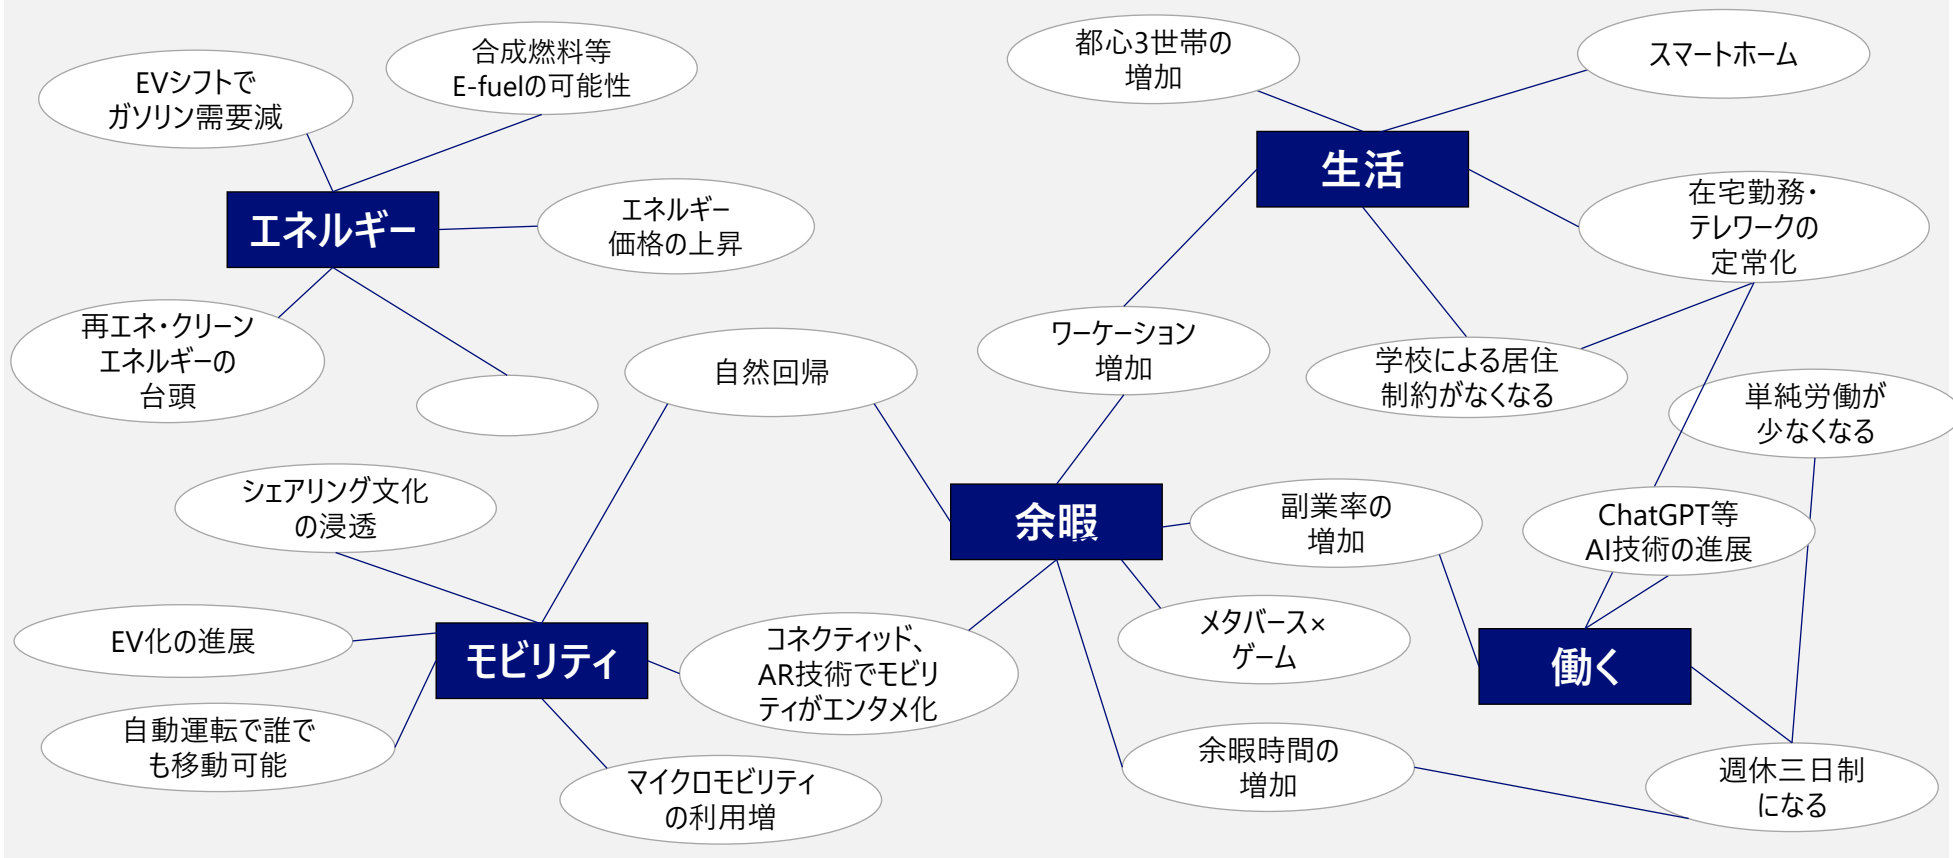 EVシフトで
ガソリン需要減
合成燃料等
E-fuelの可能性
エネルギー
エネルギー
価格の上昇
再エネ・クリーン
エネルギーの
台頭
都心3世帯の
増加
スマートホーム
生活
在宅勤務・
テレワークの
定常化
ワーケーション
増加
学校による居住
制約がなくなる
自然回帰
単純労働が
少なくなる
シェアリング文化
の浸透
余暇
副業率の
増加
ChatGPT等
AI技術の進展
EV化の進展
モビリティ
コネクティッド、
AR技術でモビリ
ティがエンタメ化
メタバース×
ゲーム
働く
自動運転で誰で
も移動可能
マイクロモビリティ
の利用増
余暇時間の
増加
週休三日制
になる